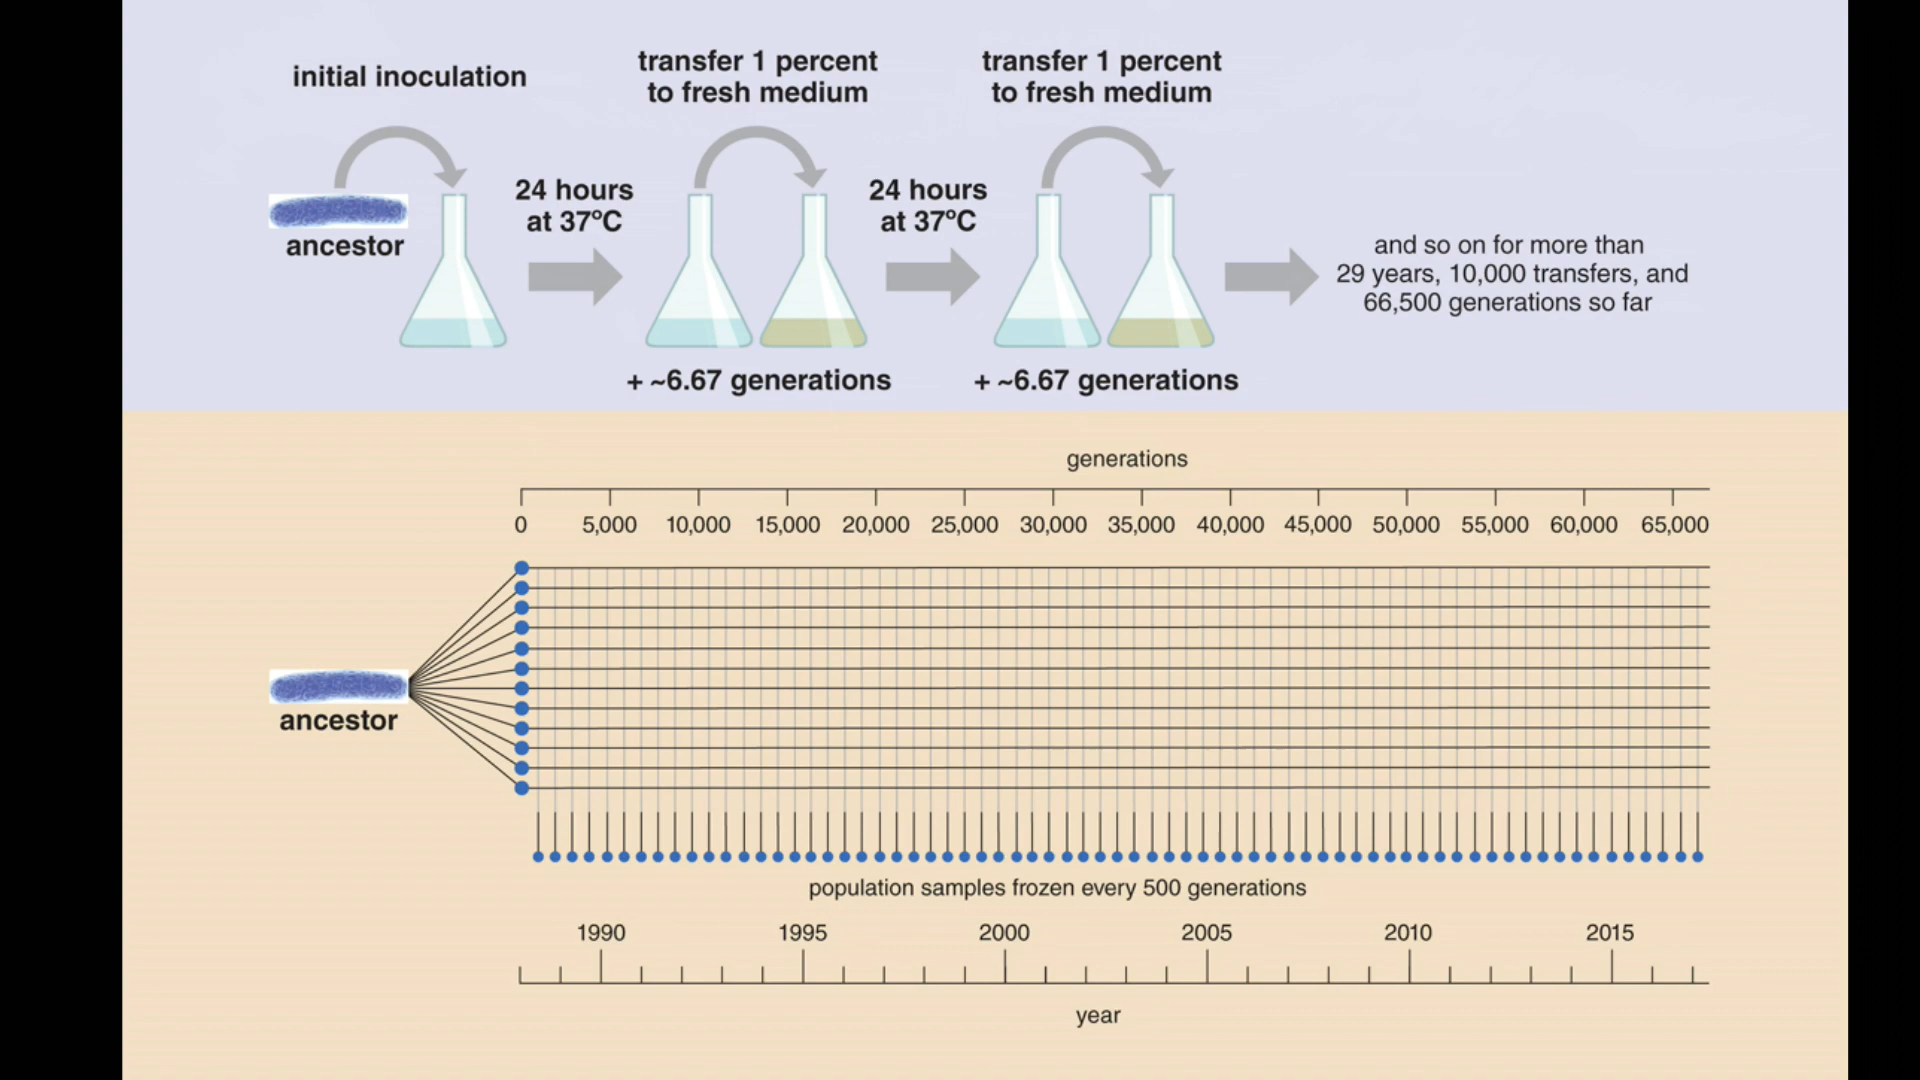 initial inoculation
transfer 1 percent
to fresh medium
transfer 1 percent
to fresh medium
24 hours
at 37ºC
24 hours
at 37ºC
ancestor
and so on for more than
29 years, 10,000 transfers, and
66,500 generations so far
+ ~6.67 generations
+ ~6.67 generations
generations
0 5,000 10,000 15,000 20,000 25,000 30,000 35,000 40,000 45,000 50,000 55,000 60,000 65,000
ancestor
population samples frozen every 500 generations
1990 1995 2000 2005 2010 2015
year